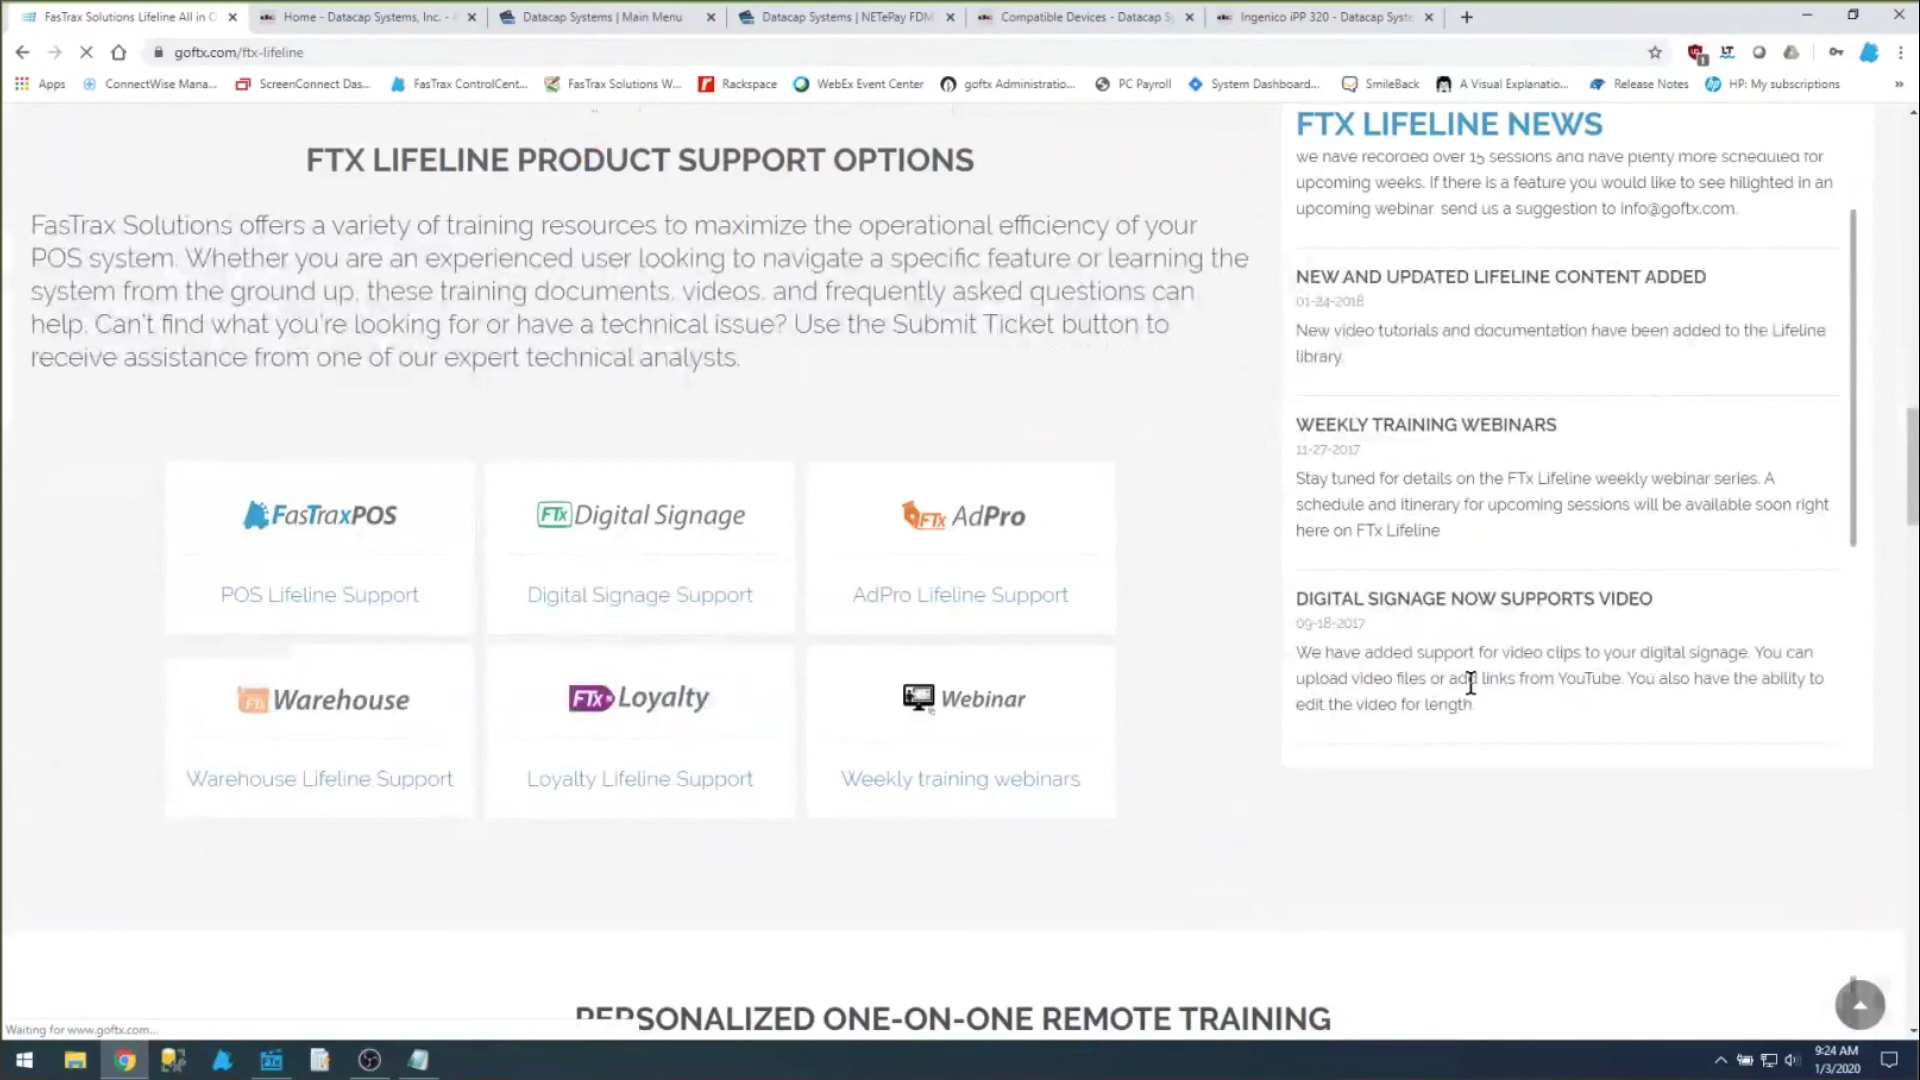 FasTrax Solutions Lifeline All in O
Home - Datacap Systems, Inc. -
Datacap Systems | Main Menu
Datacap Systems | NETePay FDM
Compatible Devices - Datacap Sy
Ingenico iPP 320 - Datacap Syste
goftx.com/ftx-lifeline
Apps
ConnectWise Mana...
ScreenConnect Das...
FasTrax ControlCent...
FasTrax Solutions W...
Rackspace
WebEx Event Center
goftx Administratio...
PC Payroll
System Dashboard...
SmileBack
A Visual Explanatio...
Release Notes
HP: My subscriptions
»
FTX LIFELINE PRODUCT SUPPORT OPTIONS
FasTrax Solutions offers a variety of training resources to maximize the operational efficiency of your
POS system. Whether you are an experienced user looking to navigate a specific feature or learning the
system from the ground up, these training documents, videos, and frequently asked questions can
help. Can't find what you're looking for or have a technical issue? Use the Submit Ticket button to
receive assistance from one of our expert technical analysts.
FasTraxPOS
POS Lifeline Support
FTx Digital Signage
Digital Signage Support
FTx AdPro
AdPro Lifeline Support
FTx Warehouse
Warehouse Lifeline Support
FTx Loyalty
Loyalty Lifeline Support
Webinar
Weekly training webinars
FTX LIFELINE NEWS
we have recorded over 15 sessions and have plenty more scheduled for
upcoming weeks. If there is a feature you would like to see hilighted in an
upcoming webinar, send us a suggestion to info@goftx.com.
NEW AND UPDATED LIFELINE CONTENT ADDED
01-24-2018
New video tutorials and documentation have been added to the Lifeline
library.
WEEKLY TRAINING WEBINARS
11-27-2017
Stay tuned for details on the FTx Lifeline weekly webinar series. A
schedule and itinerary for upcoming sessions will be available soon right
here on FTx Lifeline
DIGITAL SIGNAGE NOW SUPPORTS VIDEO
09-18-2017
We have added support for video clips to your digital signage. You can
upload video files or add links from YouTube. You also have the ability to
edit the video for length.
PERSONALIZED ONE-ON-ONE REMOTE TRAINING
Waiting for www.goftx.com...
9:24 AM
1/3/2020